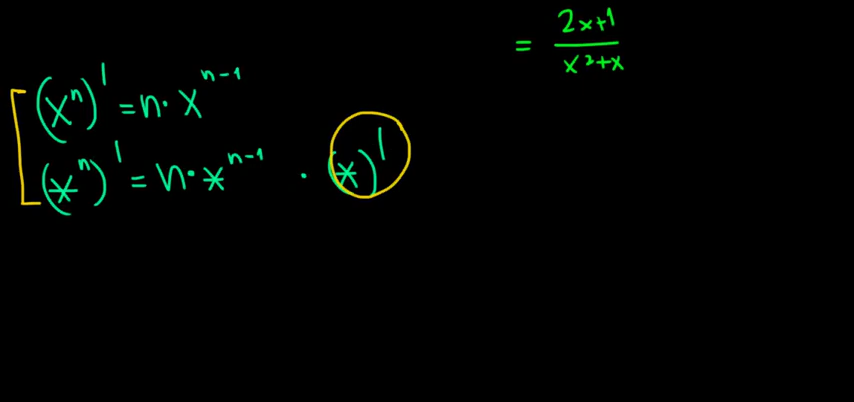 = (2x+1)/(x²+x)
(xⁿ)' = n · xⁿ⁻¹
(*ⁿ)' = n · *ⁿ⁻¹ · (*)'